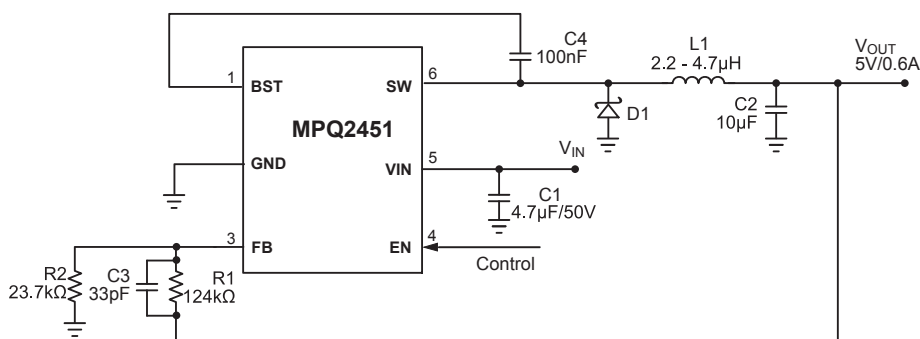 C4
100nF
L1
2.2 - 4.7μH
VOUT
5V/0.6A
1
BST
SW
6
MPQ2451
D1
C2
10μF
GND
VIN
5
VIN
C1
4.7μF/50V
3
FB
EN
4
Control
R2
23.7kΩ
C3
33pF
R1
124kΩ